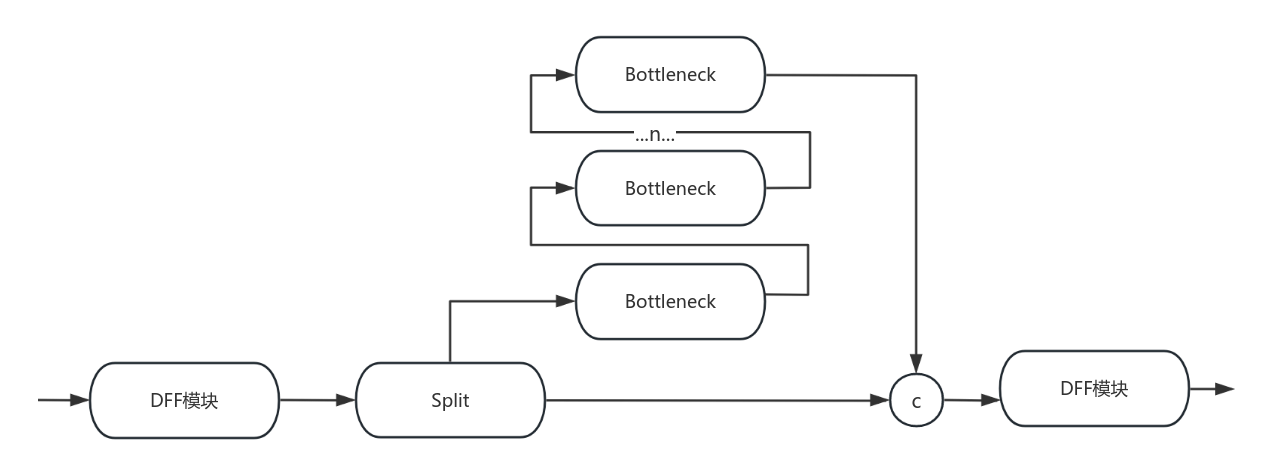 Bottleneck
...n...
Bottleneck
Bottleneck
DFF模块
Split
c
DFF模块